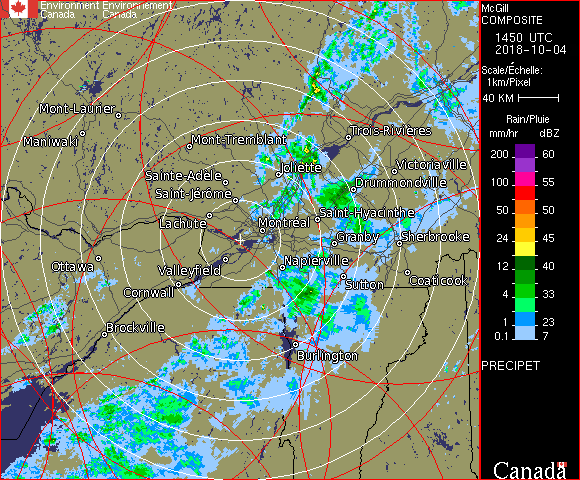 Environment Environnement
Canada Canada
McGill
COMPOSITE
1450 UTC
2018-10-04
Scale/Échelle:
1km/Pixel
40 KM
Rain/Pluie
mm/hr dBZ
200 60
100 55
50 50
24 45
12 40
4 33
1 23
0.1 7
PRECIPET
Canada
Mont-Laurier
Maniwaki
Mont-Tremblant
Trois-Rivières
Sainte-Adèle
Joliette
Victoriaville
Saint-Jérôme
Drummondville
Lachute
Saint-Hyacinthe
Montréal
Granby
Sherbrooke
Ottawa
Valleyfield
Napierville
Cornwall
Sutton
Coaticook
Brockville
Burlington